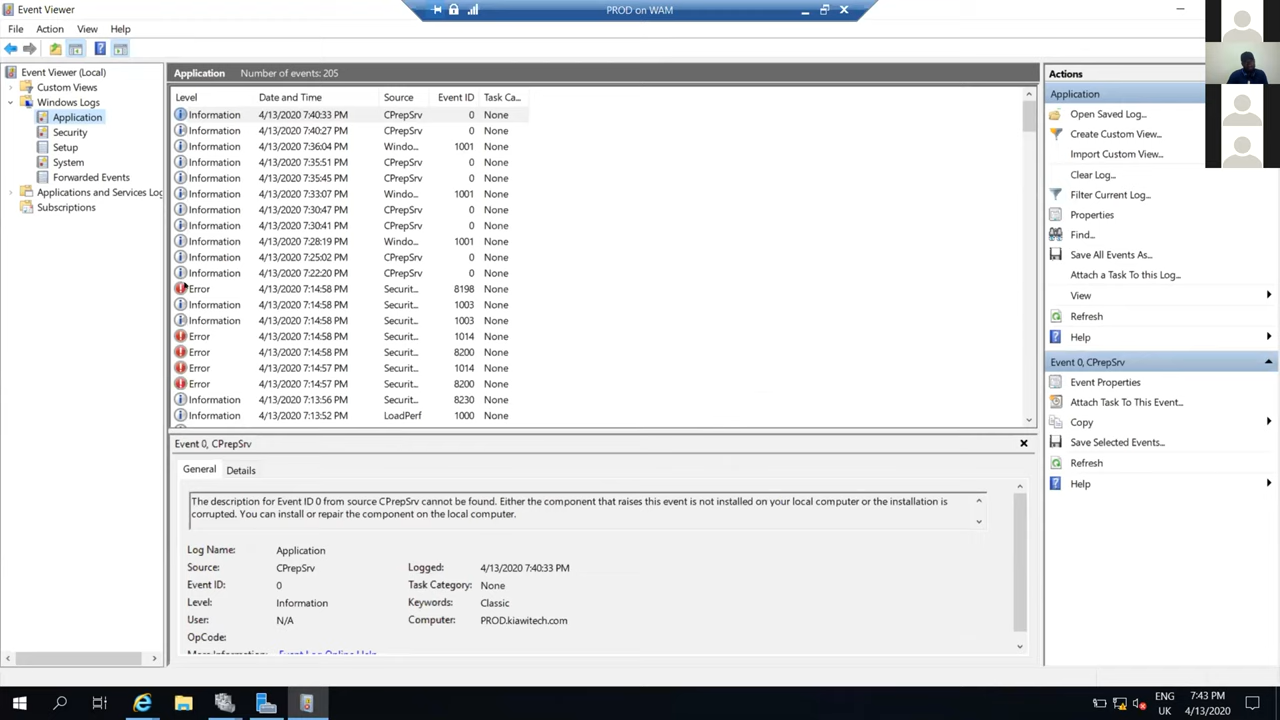 Event Viewer
PROD on WAM
File Action View Help
Event Viewer (Local)
Custom Views
Windows Logs
Application
Security
Setup
System
Forwarded Events
Applications and Services Log
Subscriptions
Application Number of events: 205
Level Date and Time Source Event ID Task Ca...
Information 4/13/2020 7:40:33 PM CPrepSrv 0 None
Information 4/13/2020 7:40:27 PM CPrepSrv 0 None
Information 4/13/2020 7:36:04 PM Windo... 1001 None
Information 4/13/2020 7:35:51 PM CPrepSrv 0 None
Information 4/13/2020 7:35:45 PM CPrepSrv 0 None
Information 4/13/2020 7:33:07 PM Windo... 1001 None
Information 4/13/2020 7:30:47 PM CPrepSrv 0 None
Information 4/13/2020 7:30:41 PM CPrepSrv 0 None
Information 4/13/2020 7:28:19 PM Windo... 1001 None
Information 4/13/2020 7:25:02 PM CPrepSrv 0 None
Information 4/13/2020 7:22:20 PM CPrepSrv 0 None
Error 4/13/2020 7:14:58 PM Securit... 8198 None
Information 4/13/2020 7:14:58 PM Securit... 1003 None
Information 4/13/2020 7:14:58 PM Securit... 1003 None
Error 4/13/2020 7:14:58 PM Securit... 1014 None
Error 4/13/2020 7:14:58 PM Securit... 8200 None
Error 4/13/2020 7:14:57 PM Securit... 1014 None
Error 4/13/2020 7:14:57 PM Securit... 8200 None
Information 4/13/2020 7:13:56 PM Securit... 8230 None
Information 4/13/2020 7:13:52 PM LoadPerf 1000 None
Event 0, CPrepSrv
General Details
The description for Event ID 0 from source CPrepSrv cannot be found. Either the component that raises this event is not installed on your local computer or the installation is
corrupted. You can install or repair the component on the local computer.
Log Name: Application
Source: CPrepSrv Logged: 4/13/2020 7:40:33 PM
Event ID: 0 Task Category: None
Level: Information Keywords: Classic
User: N/A Computer: PROD.kiawitech.com
OpCode:
More Information: Event Log Online Help
Actions
Application
Open Saved Log...
Create Custom View...
Import Custom View...
Clear Log...
Filter Current Log...
Properties
Find...
Save All Events As...
Attach a Task To this Log...
View
Refresh
Help
Event 0, CPrepSrv
Event Properties
Attach Task To This Event...
Copy
Save Selected Events...
Refresh
Help
ENG 7:43 PM
UK 4/13/2020